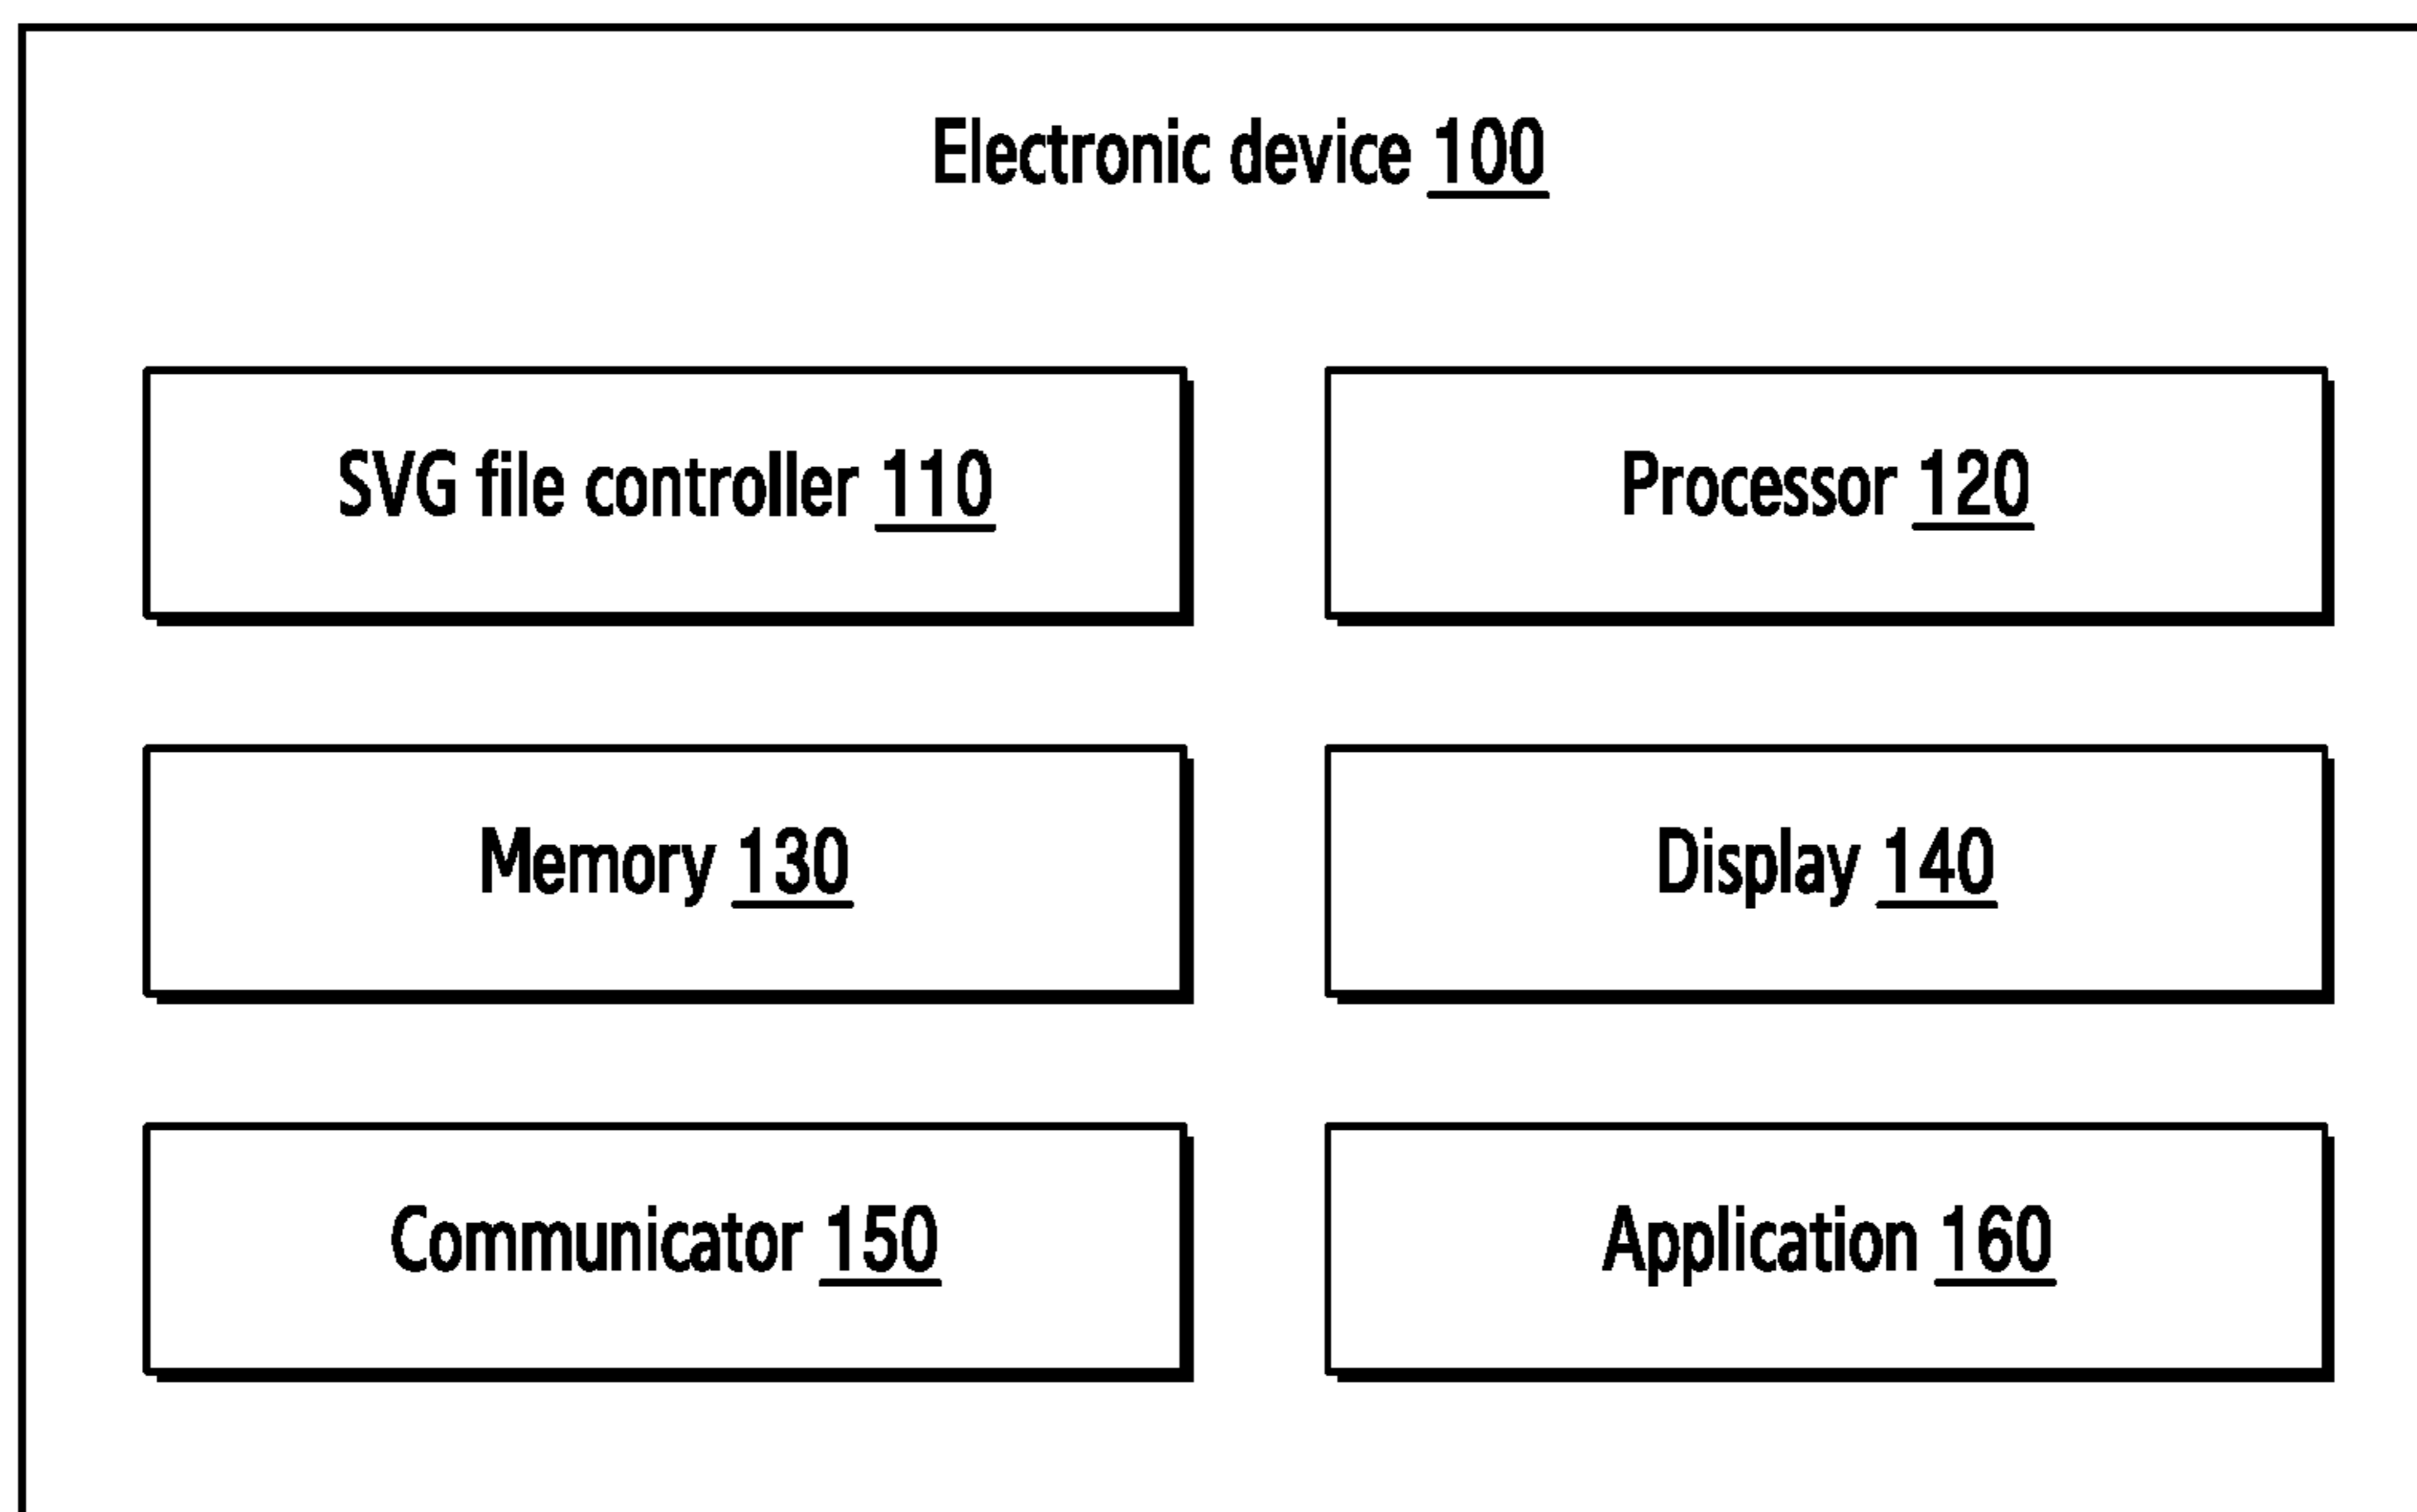 Electronic device 100
SVG file controller 110
Processor 120
Memory 130
Display 140
Communicator 150
Application 160